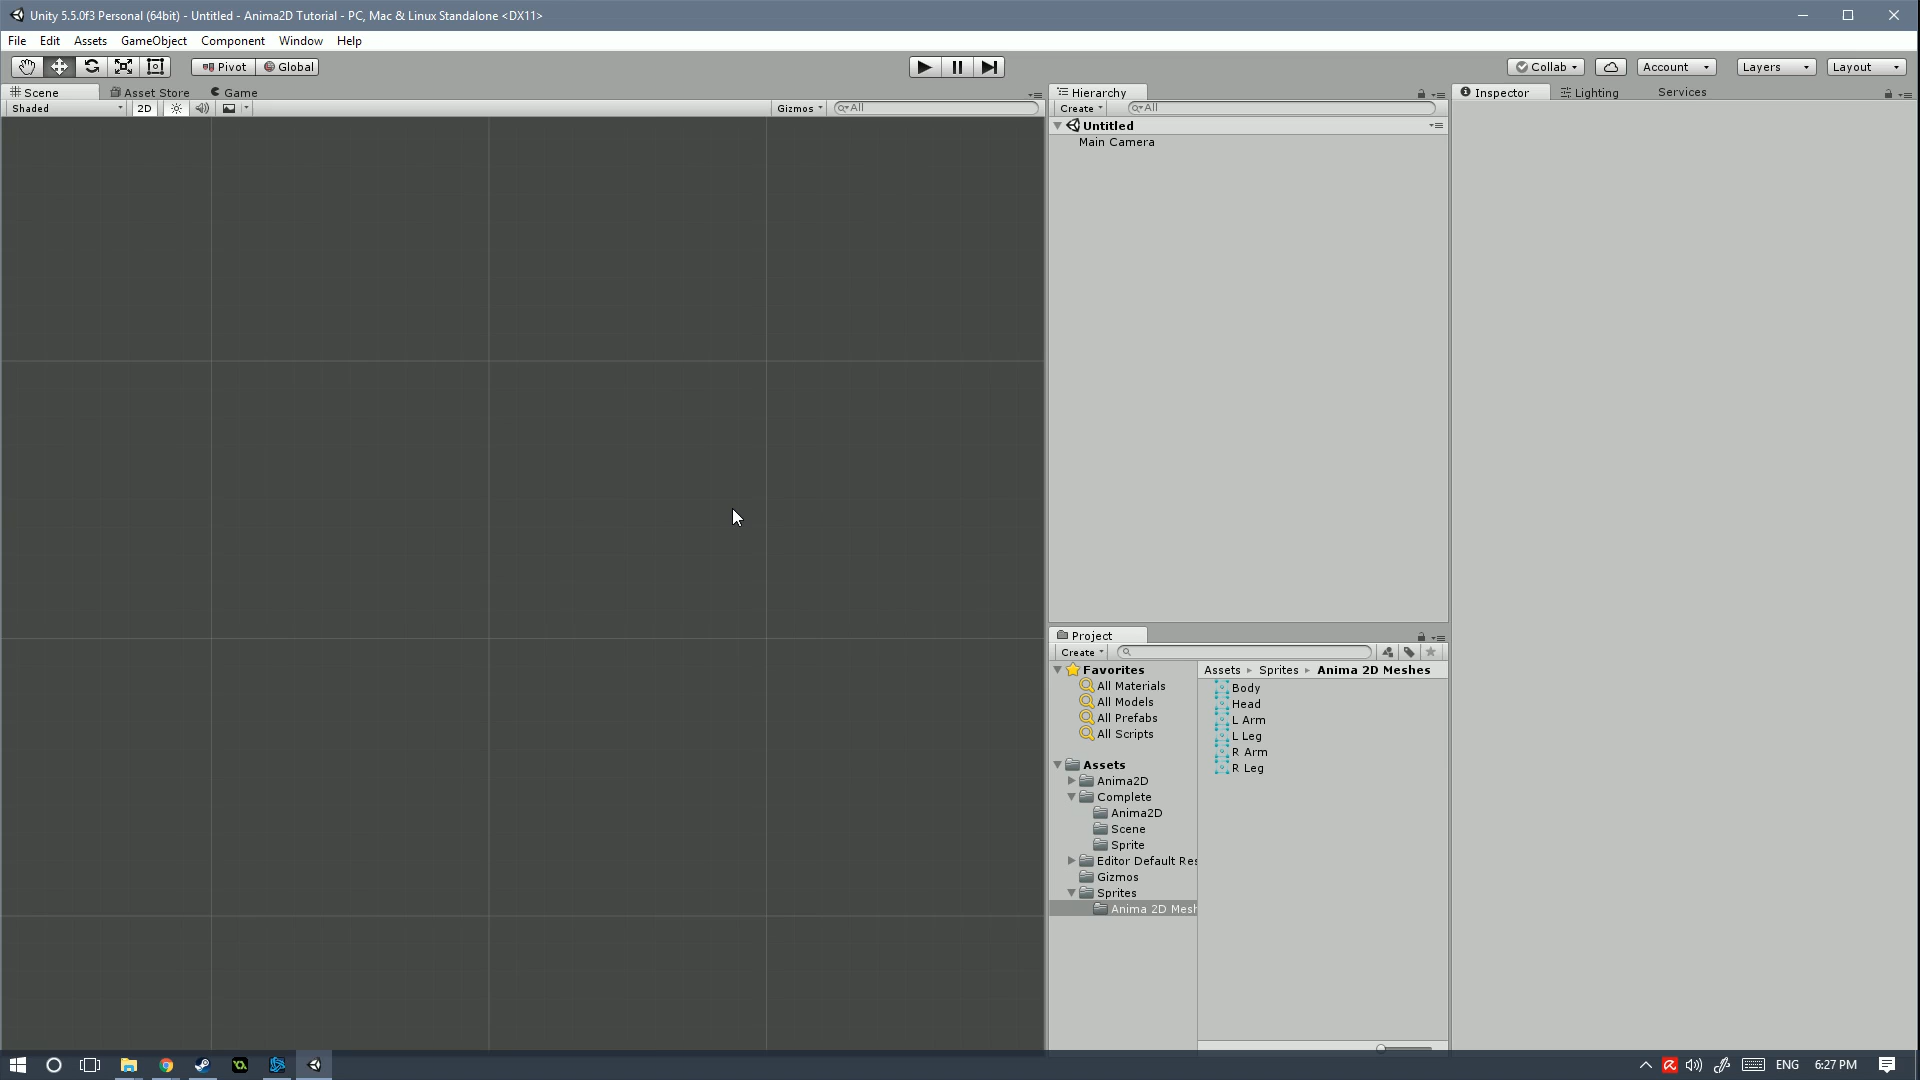 Unity 5.5.0f3 Personal (64bit) - Untitled - Anima2D Tutorial - PC, Mac & Linux Standalone <DX11>
File Edit Assets GameObject Component Window Help
Pivot Global Collab Account Layers Layout
Scene Asset Store Game
Shaded 2D Gizmos All
Hierarchy
Create All
Untitled
Main Camera
Inspector Lighting Services
Project
Create
Favorites
All Materials
All Models
All Prefabs
All Scripts
Assets
Anima2D
Complete
Anima2D
Scene
Sprite
Editor Default Res
Gizmos
Sprites
Anima 2D Mesh
Assets Sprites Anima 2D Meshes
Body
Head
L Arm
L Leg
R Arm
R Leg
ENG 6:27 PM